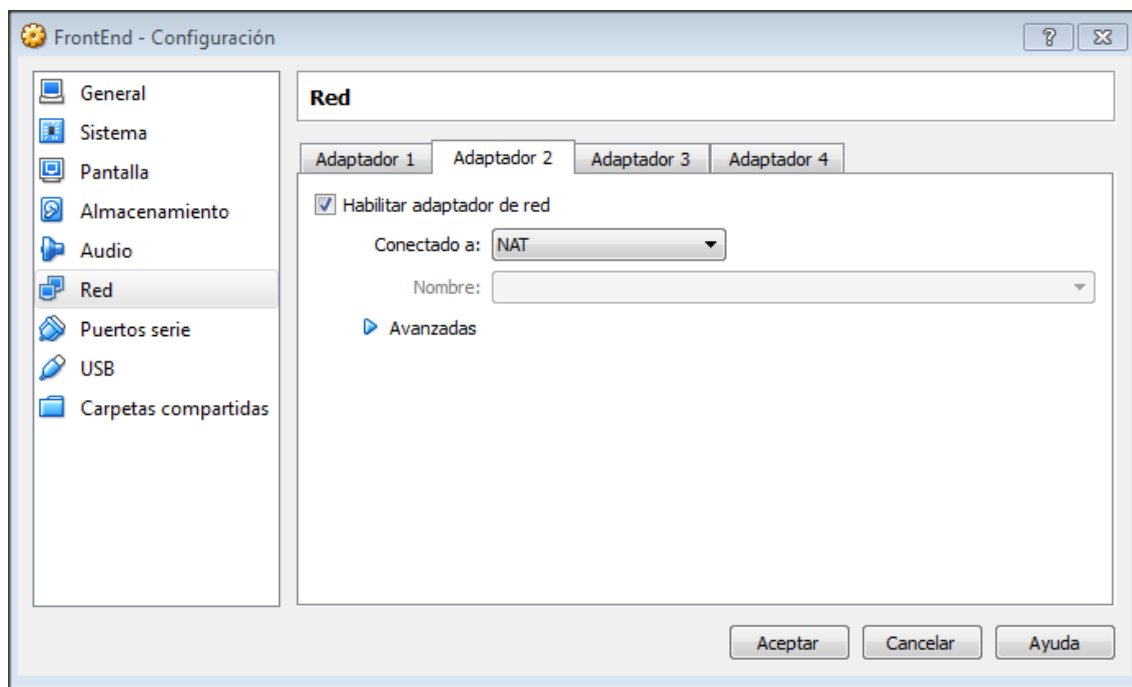 FrontEnd - Configuración
General
Sistema
Pantalla
Almacenamiento
Audio
Red
Puertos serie
USB
Carpetas compartidas
Red
Adaptador 1 Adaptador 2 Adaptador 3 Adaptador 4
Habilitar adaptador de red
Conectado a: NAT
Nombre:
Avanzadas
Aceptar Cancelar Ayuda